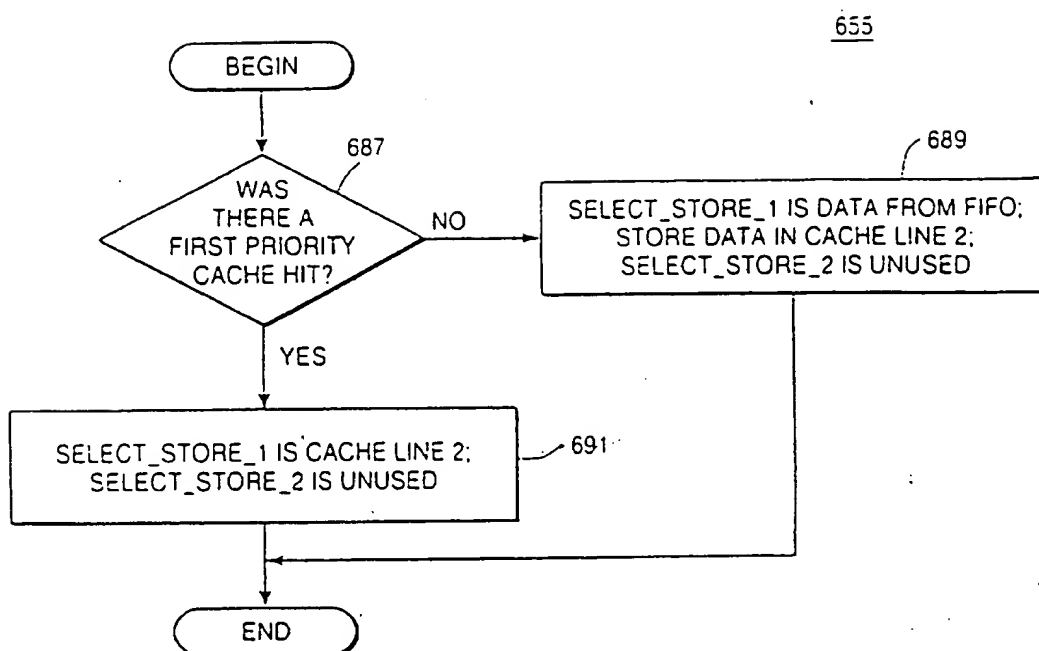 655
BEGIN
687
WAS
THERE A
FIRST PRIORITY
CACHE HIT?
NO
689
SELECT_STORE_1 IS DATA FROM FIFO;
STORE DATA IN CACHE LINE 2;
SELECT_STORE_2 IS UNUSED
YES
SELECT_STORE_1 IS CACHE LINE 2;
SELECT_STORE_2 IS UNUSED
691
END